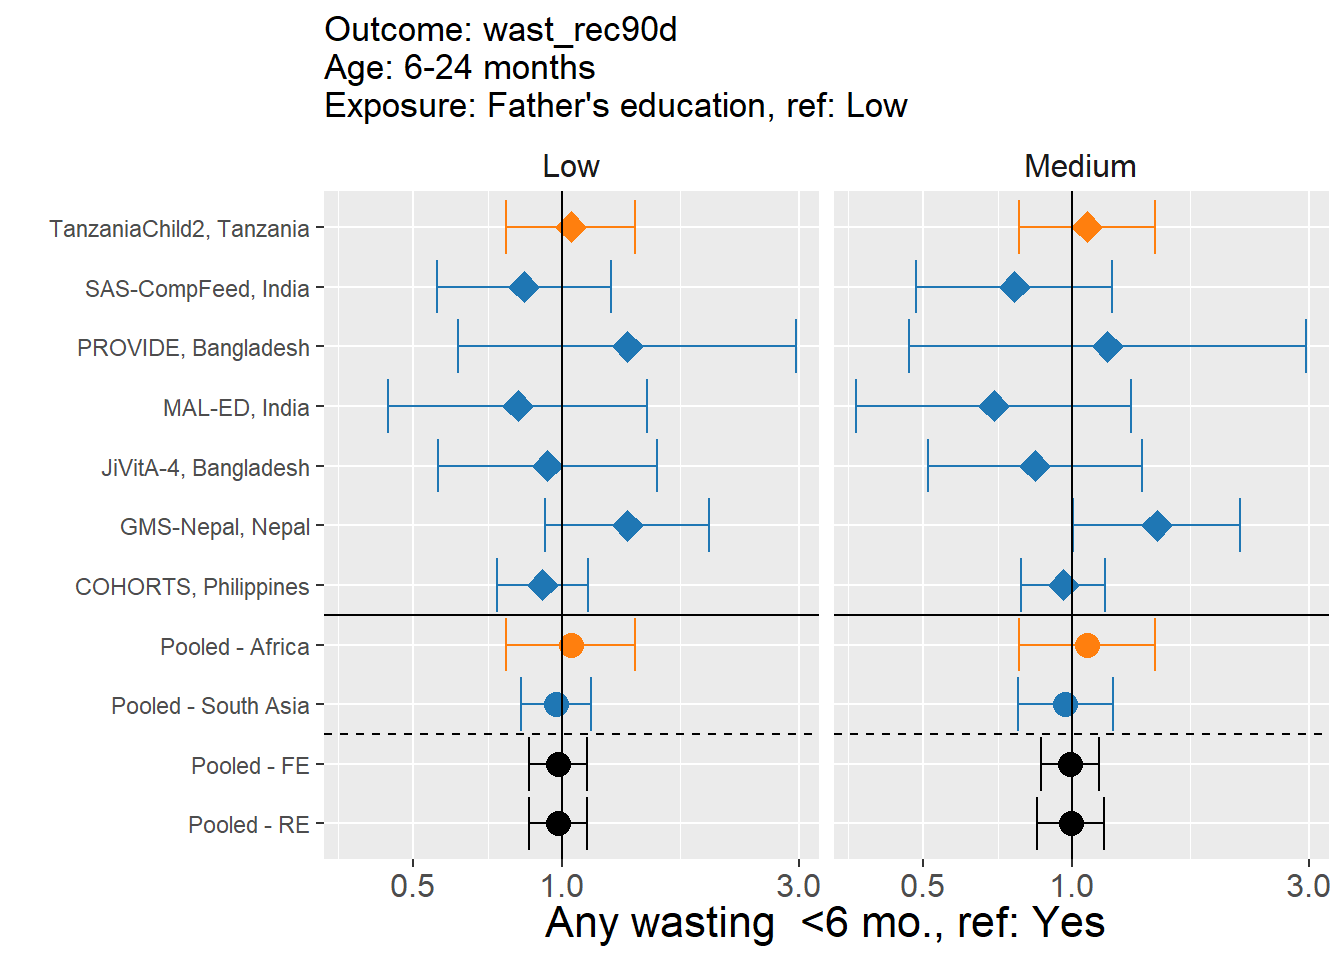 Outcome: wast_rec90d
Age: 6-24 months
Exposure: Father's education, ref: Low
Low
Medium
TanzaniaChild2, Tanzania
SAS-CompFeed, India
PROVIDE, Bangladesh
MAL-ED, India
JiVitA-4, Bangladesh
GMS-Nepal, Nepal
COHORTS, Philippines
Pooled - Africa
Pooled - South Asia
Pooled - FE
Pooled - RE
0.5 1.0 3.0 0.5 1.0 3.0
Any wasting  <6 mo., ref: Yes